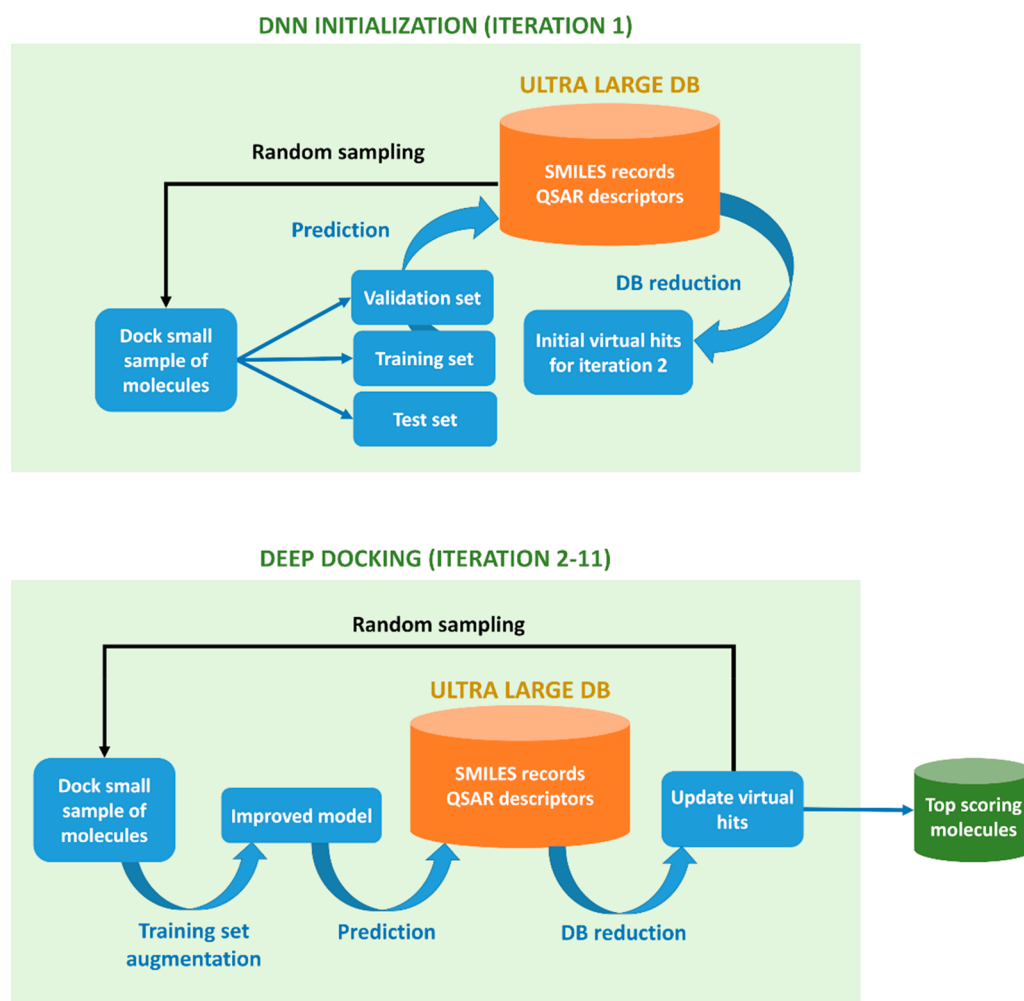 DNN INITIALIZATION (ITERATION 1)
ULTRA LARGE DB
Random sampling
SMILES records
QSAR descriptors
Prediction
Validation set
DB reduction
Dock small
sample of
molecules
Training set
Initial virtual hits
for iteration 2
Test set
DEEP DOCKING (ITERATION 2-11)
Random sampling
ULTRA LARGE DB
SMILES records
QSAR descriptors
Dock small
sample of
molecules
Improved model
Update virtual
hits
Top scoring
molecules
Training set
augmentation
Prediction
DB reduction